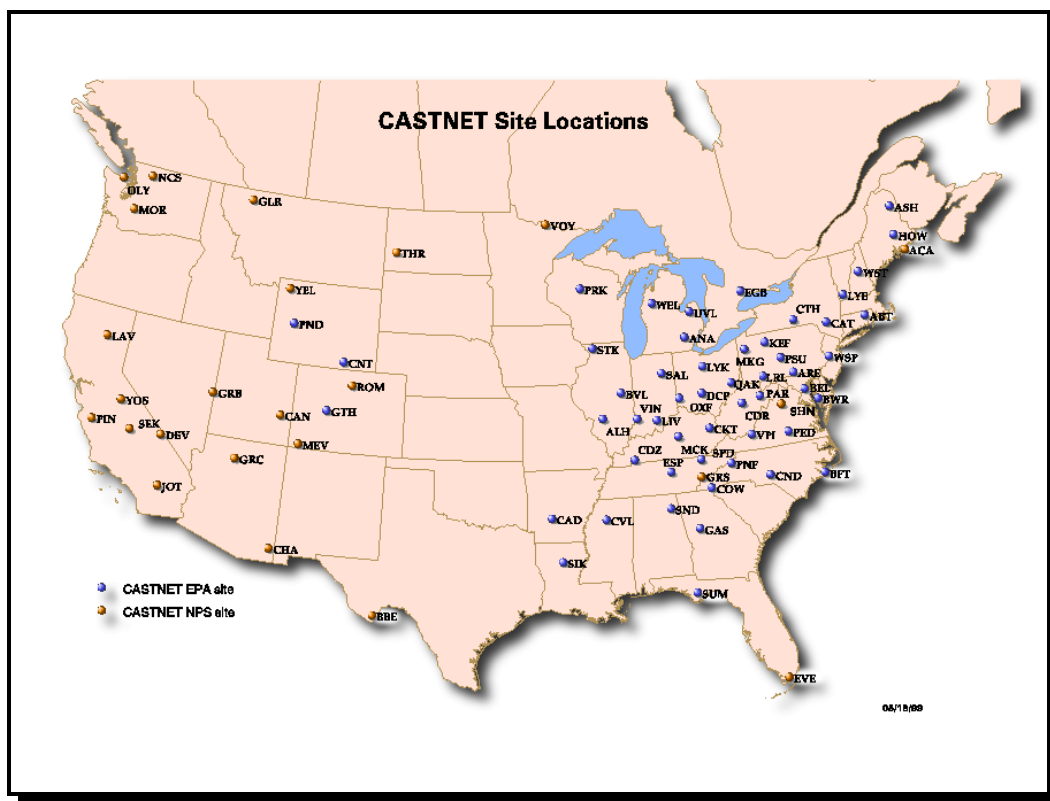 CASTNET Site Locations
NCS
OLY
MOR
GLR
VOY
THR
ASH
HOW
ACA
WST
YEL
PRK
EGB
LYE
WEL
UVL
CTH
PND
CAT
ABT
LAV
ANA
KEF
STK
MKG
PSU
WSP
CNT
LYK
SAL
LRL
ARE
ROM
QAK
BEL
GRB
BVL
DCP
PAR
BWR
YOS
OXF
CDR
SHN
CAN
GTH
VIN
PIN
SEK
ALH
LIV
CKT
VPI
PED
DEV
MEV
CDZ
MCK
SPD
GRC
ESP
PNF
BFT
GRS
CND
JOT
COW
SND
CAD
CVL
GAS
CHA
SIK
CASTNET EPA site
SUM
CASTNET NPS site
BBE
EVE